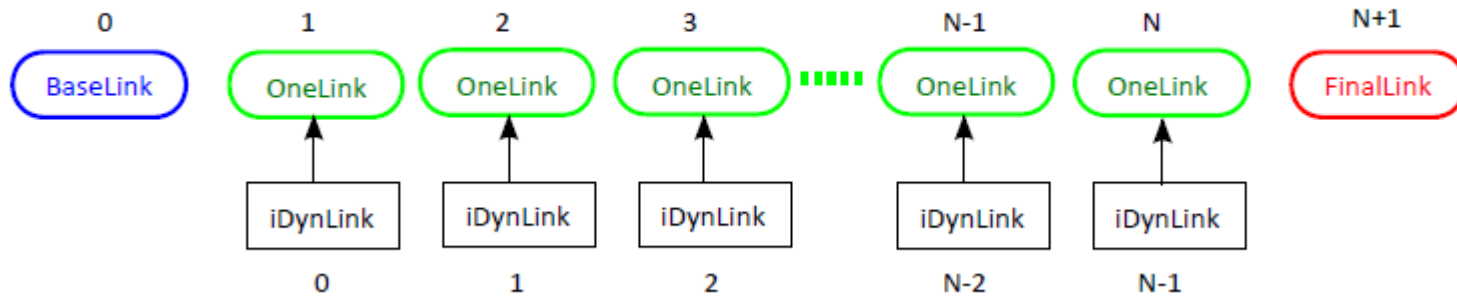 0 1 2 3 N-1 N N+1
BaseLink OneLink OneLink OneLink OneLink OneLink FinalLink
iDynLink iDynLink iDynLink iDynLink iDynLink
0 1 2 N-2 N-1